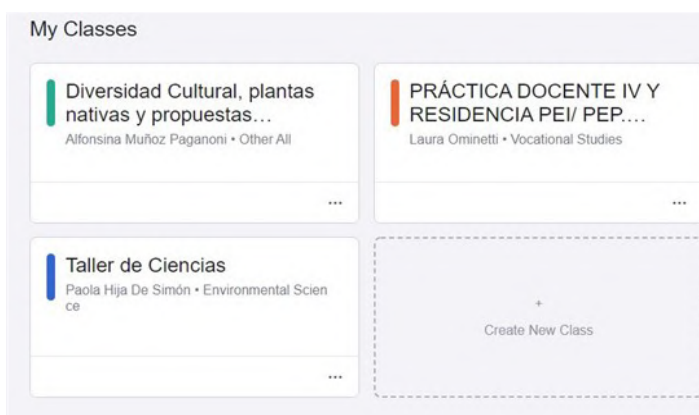 My Classes
Diversidad Cultural, plantas
nativas y propuestas...
Alfonsina Muñoz Paganoni • Other All
...
PRÁCTICA DOCENTE IV Y
RESIDENCIA PEI/ PEP....
Laura Ominetti • Vocational Studies
...
Taller de Ciencias
Paola Hija De Simón • Environmental Scien
ce
...
+
Create New Class